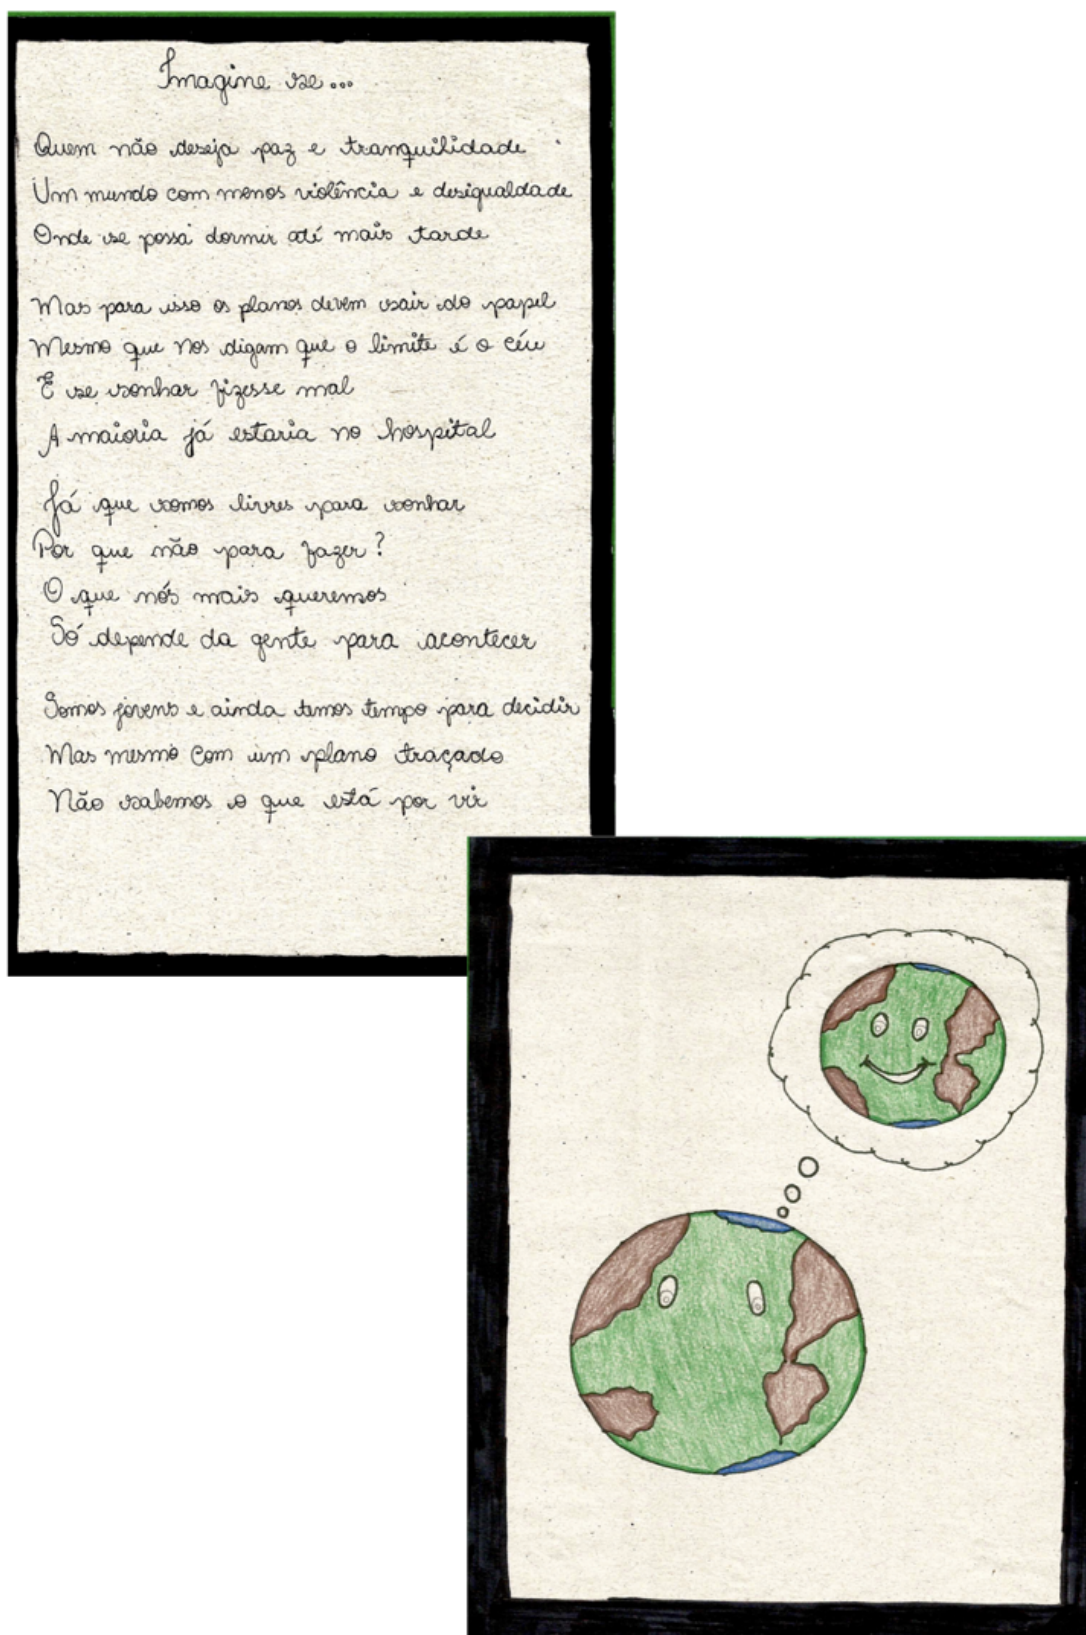 Imagine se...
Quem não deseja paz e tranquilidade
Um mundo com menos violência e desigualdade
Onde se possa dormir até mais tarde
Mas para isso os planos devem sair do papel
Mesmo que nos digam que o limite é o céu
E se sonhar fizesse mal
A maioria já estaria no hospital
Já que somos livres para sonhar
Por que não para fazer?
O que nós mais queremos
Só depende da gente para acontecer
Somos jovens e ainda temos tempo para decidir
Mas mesmo com um plano traçado
Não sabemos o que está por vir